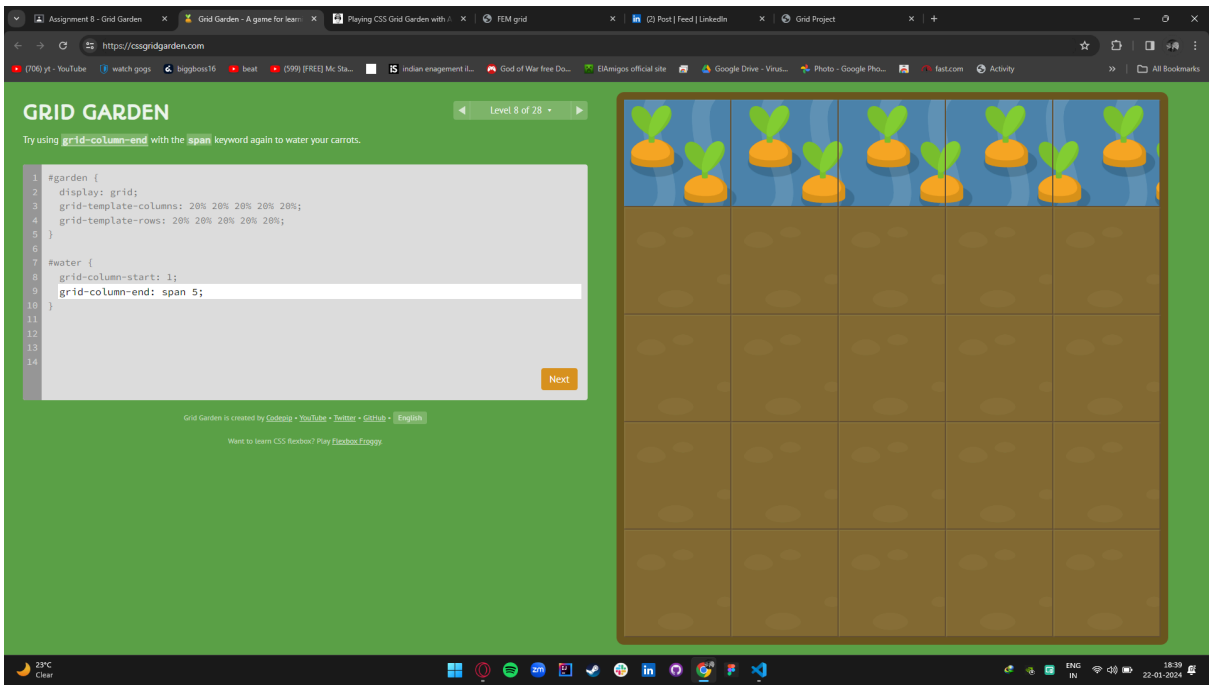 Assignment 8 - Grid Garden
Grid Garden - A game for learn
Playing CSS Grid Garden with A
FEM grid
(2) Post | Feed | LinkedIn
Grid Project
https://cssgridgarden.com
(706) yt - YouTube
watch gogs
biggboss16
beat
(599) [FREE] Mc Sta...
indian enagement il...
God of War free Do...
ElAmigos official site
Google Drive - Virus...
Photo - Google Pho...
fast.com
Activity
All Bookmarks
GRID GARDEN
Level 8 of 28
Try using grid-column-end with the span keyword again to water your carrots.
1 #garden {
2 display: grid;
3 grid-template-columns: 20% 20% 20% 20% 20%;
4 grid-template-rows: 20% 20% 20% 20% 20%;
5 }
6
7 #water {
8 grid-column-start: 1;
9 grid-column-end: span 5;
10 }
11
12
13
14
Next
Grid Garden is created by Codepip • YouTube • Twitter • GitHub • English
Want to learn CSS flexbox? Play Flexbox Froggy.
23°C
Clear
zm
in
ENG
IN
18:39
22-01-2024